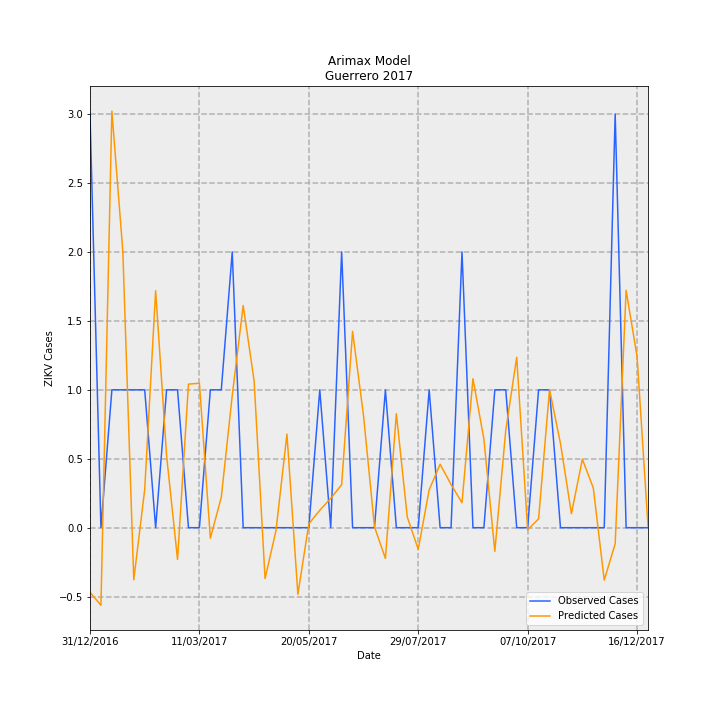 Arimax Model
Guerrero 2017
ZIKV Cases
3.0
2.5
2.0
1.5
1.0
0.5
0.0
−0.5
31/12/2016
11/03/2017
20/05/2017
29/07/2017
07/10/2017
16/12/2017
Date
Observed Cases
Predicted Cases